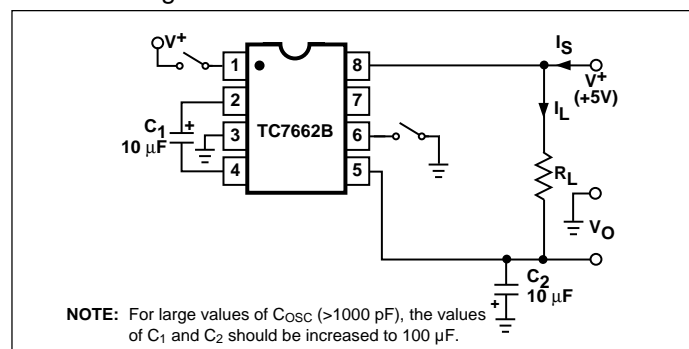 V+
1
2
3
4
8
7
6
5
TC7662B
C1
+
10 µF
IS
V+
(+5V)
IL
RL
VO
C2
10 µF
+
NOTE: For large values of COSC (>1000 pF), the values
of C1 and C2 should be increased to 100 µF.